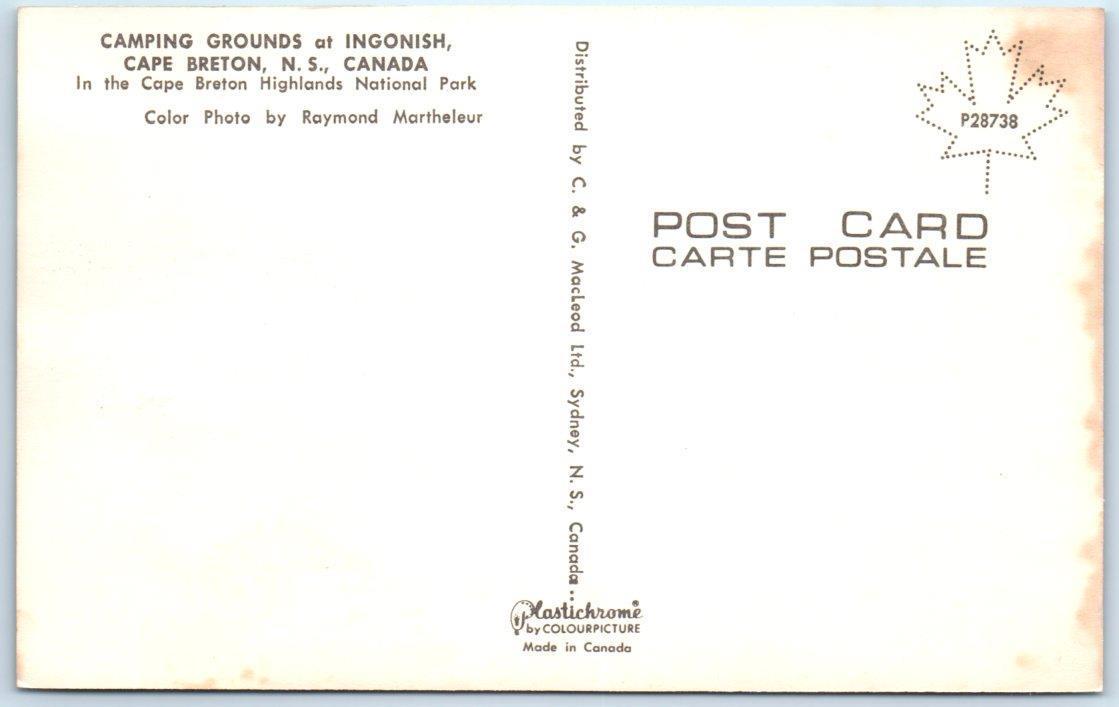 CAMPING GROUNDS at INGONISH,
CAPE BRETON, N. S., CANADA
In the Cape Breton Highlands National Park
Color Photo by Raymond Martheleur
Distributed by C. & G. MacLeod Ltd., Sydney, N. S., Canada
P28738
POST CARD
CARTE POSTALE
Plastichrome®
by COLOURPICTURE
Made in Canada